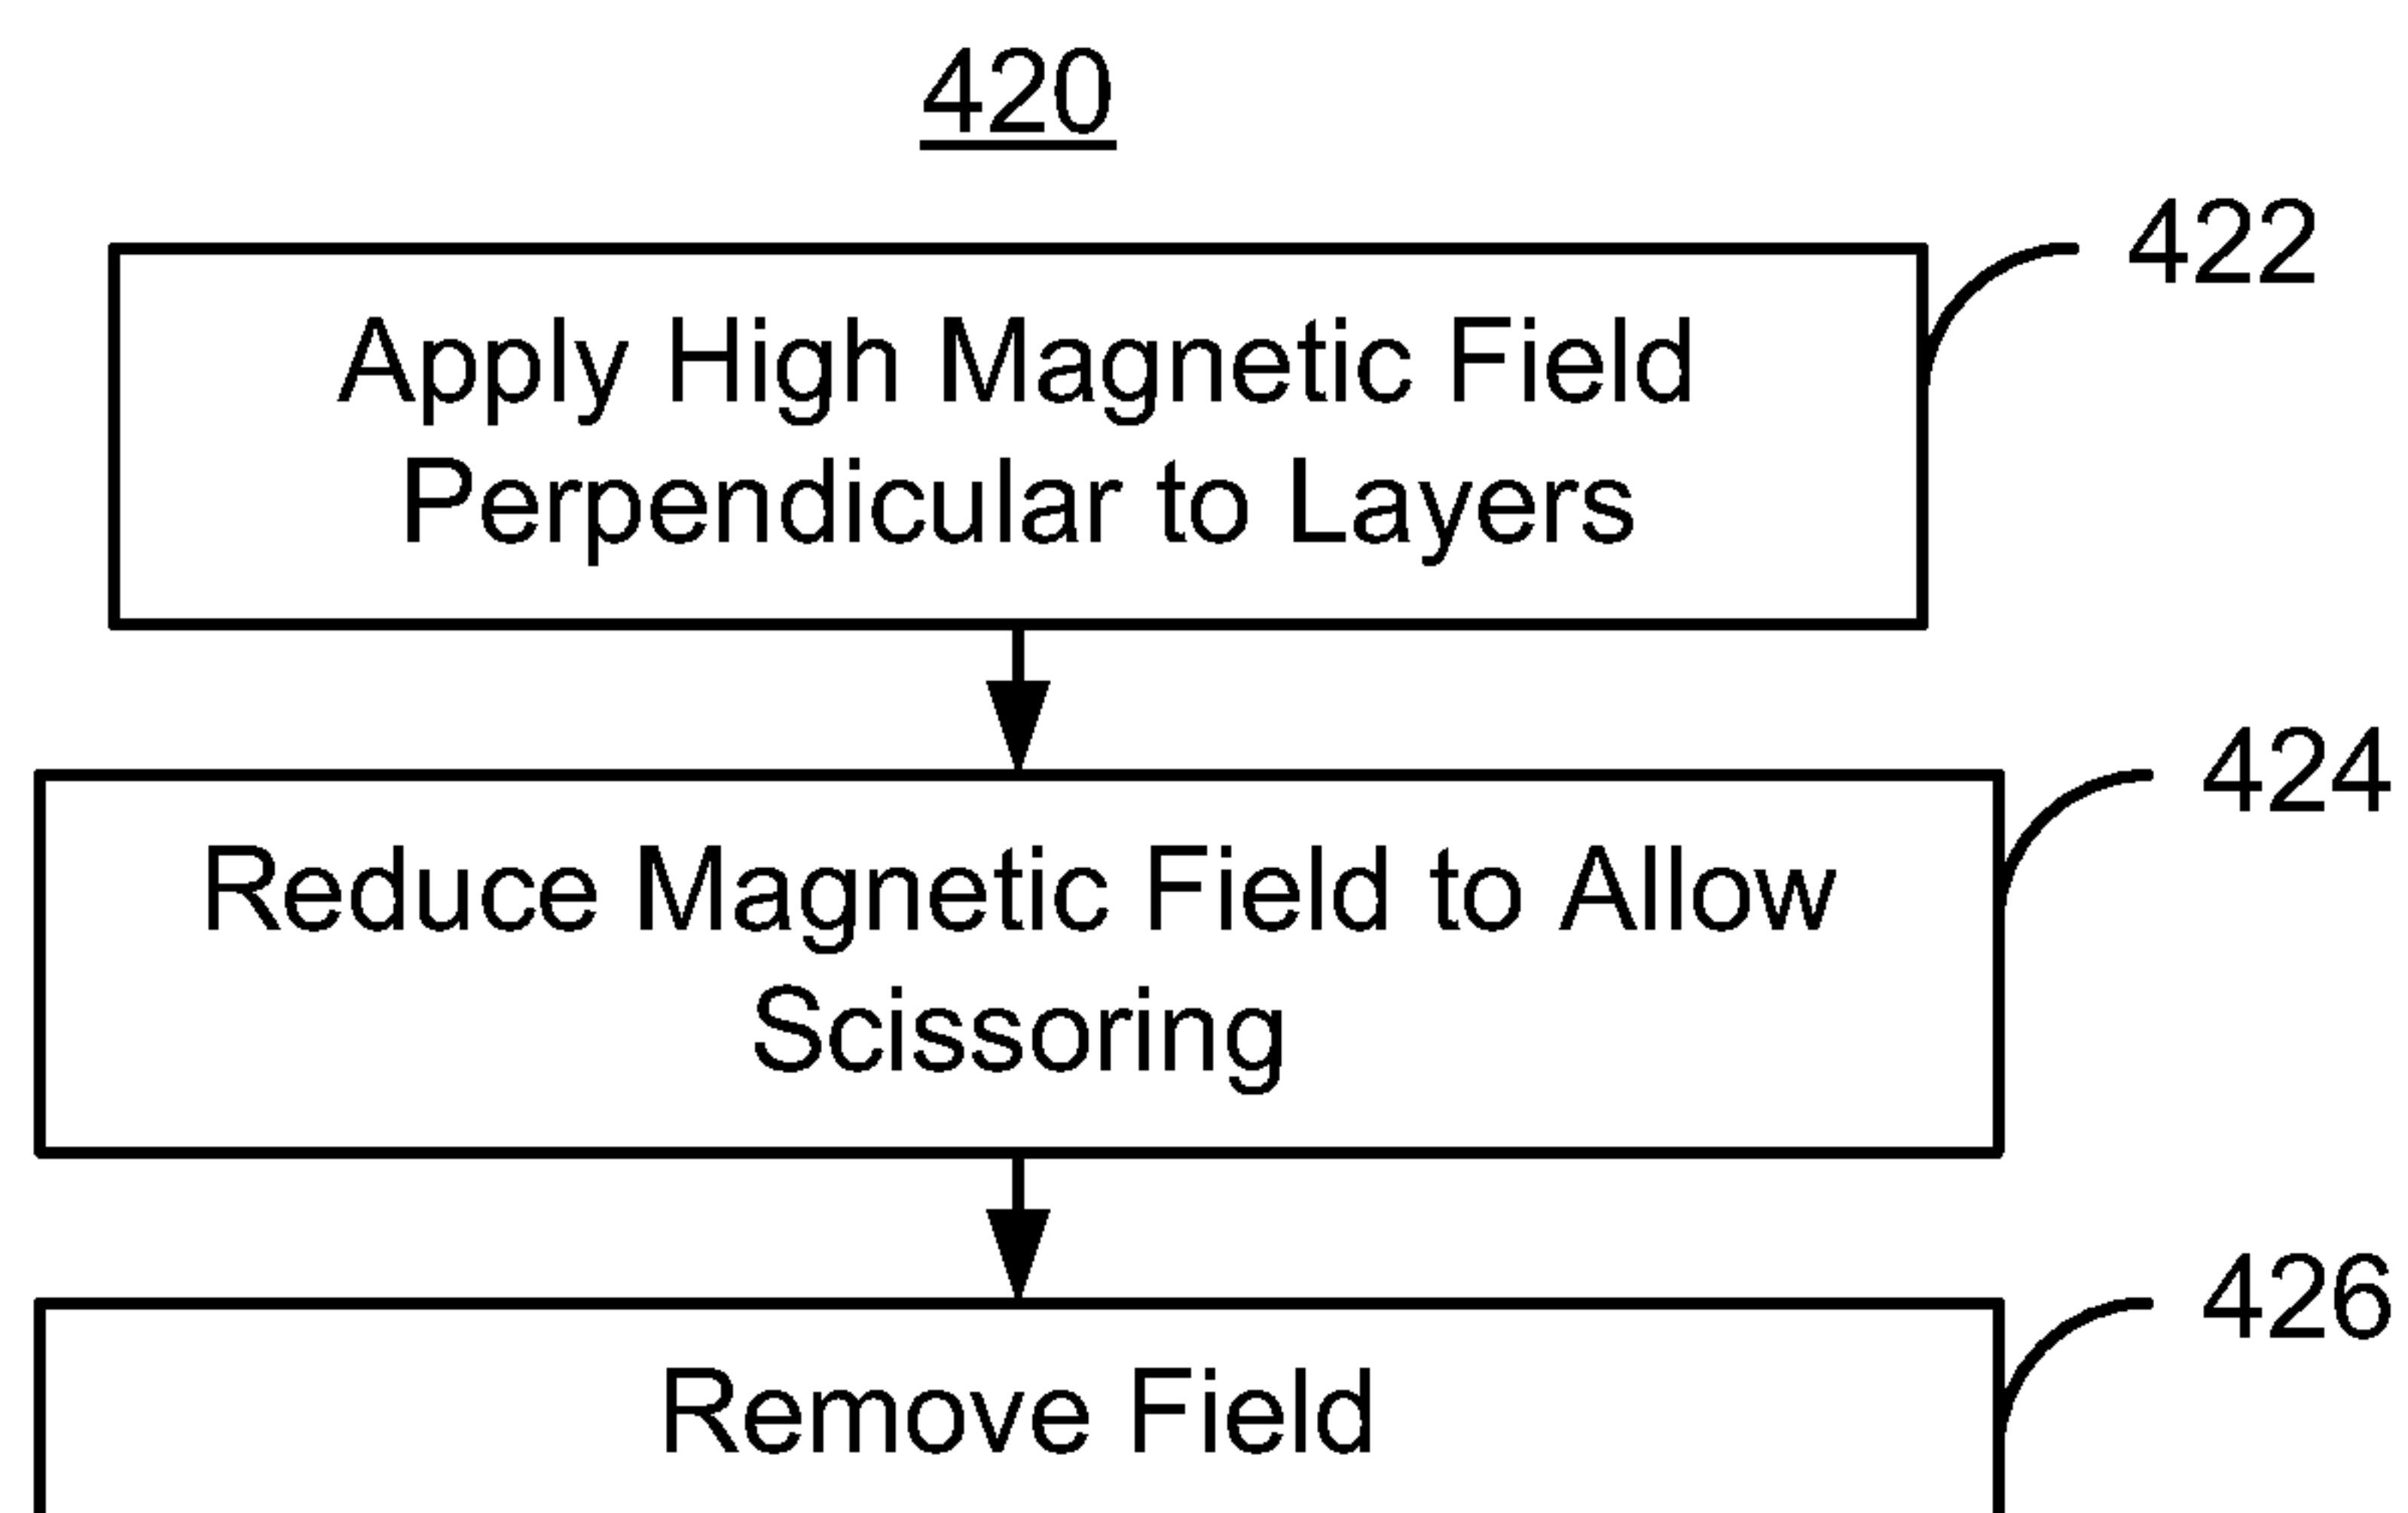 420
422
Apply High Magnetic Field
Perpendicular to Layers
424
Reduce Magnetic Field to Allow
Scissoring
426
Remove Field